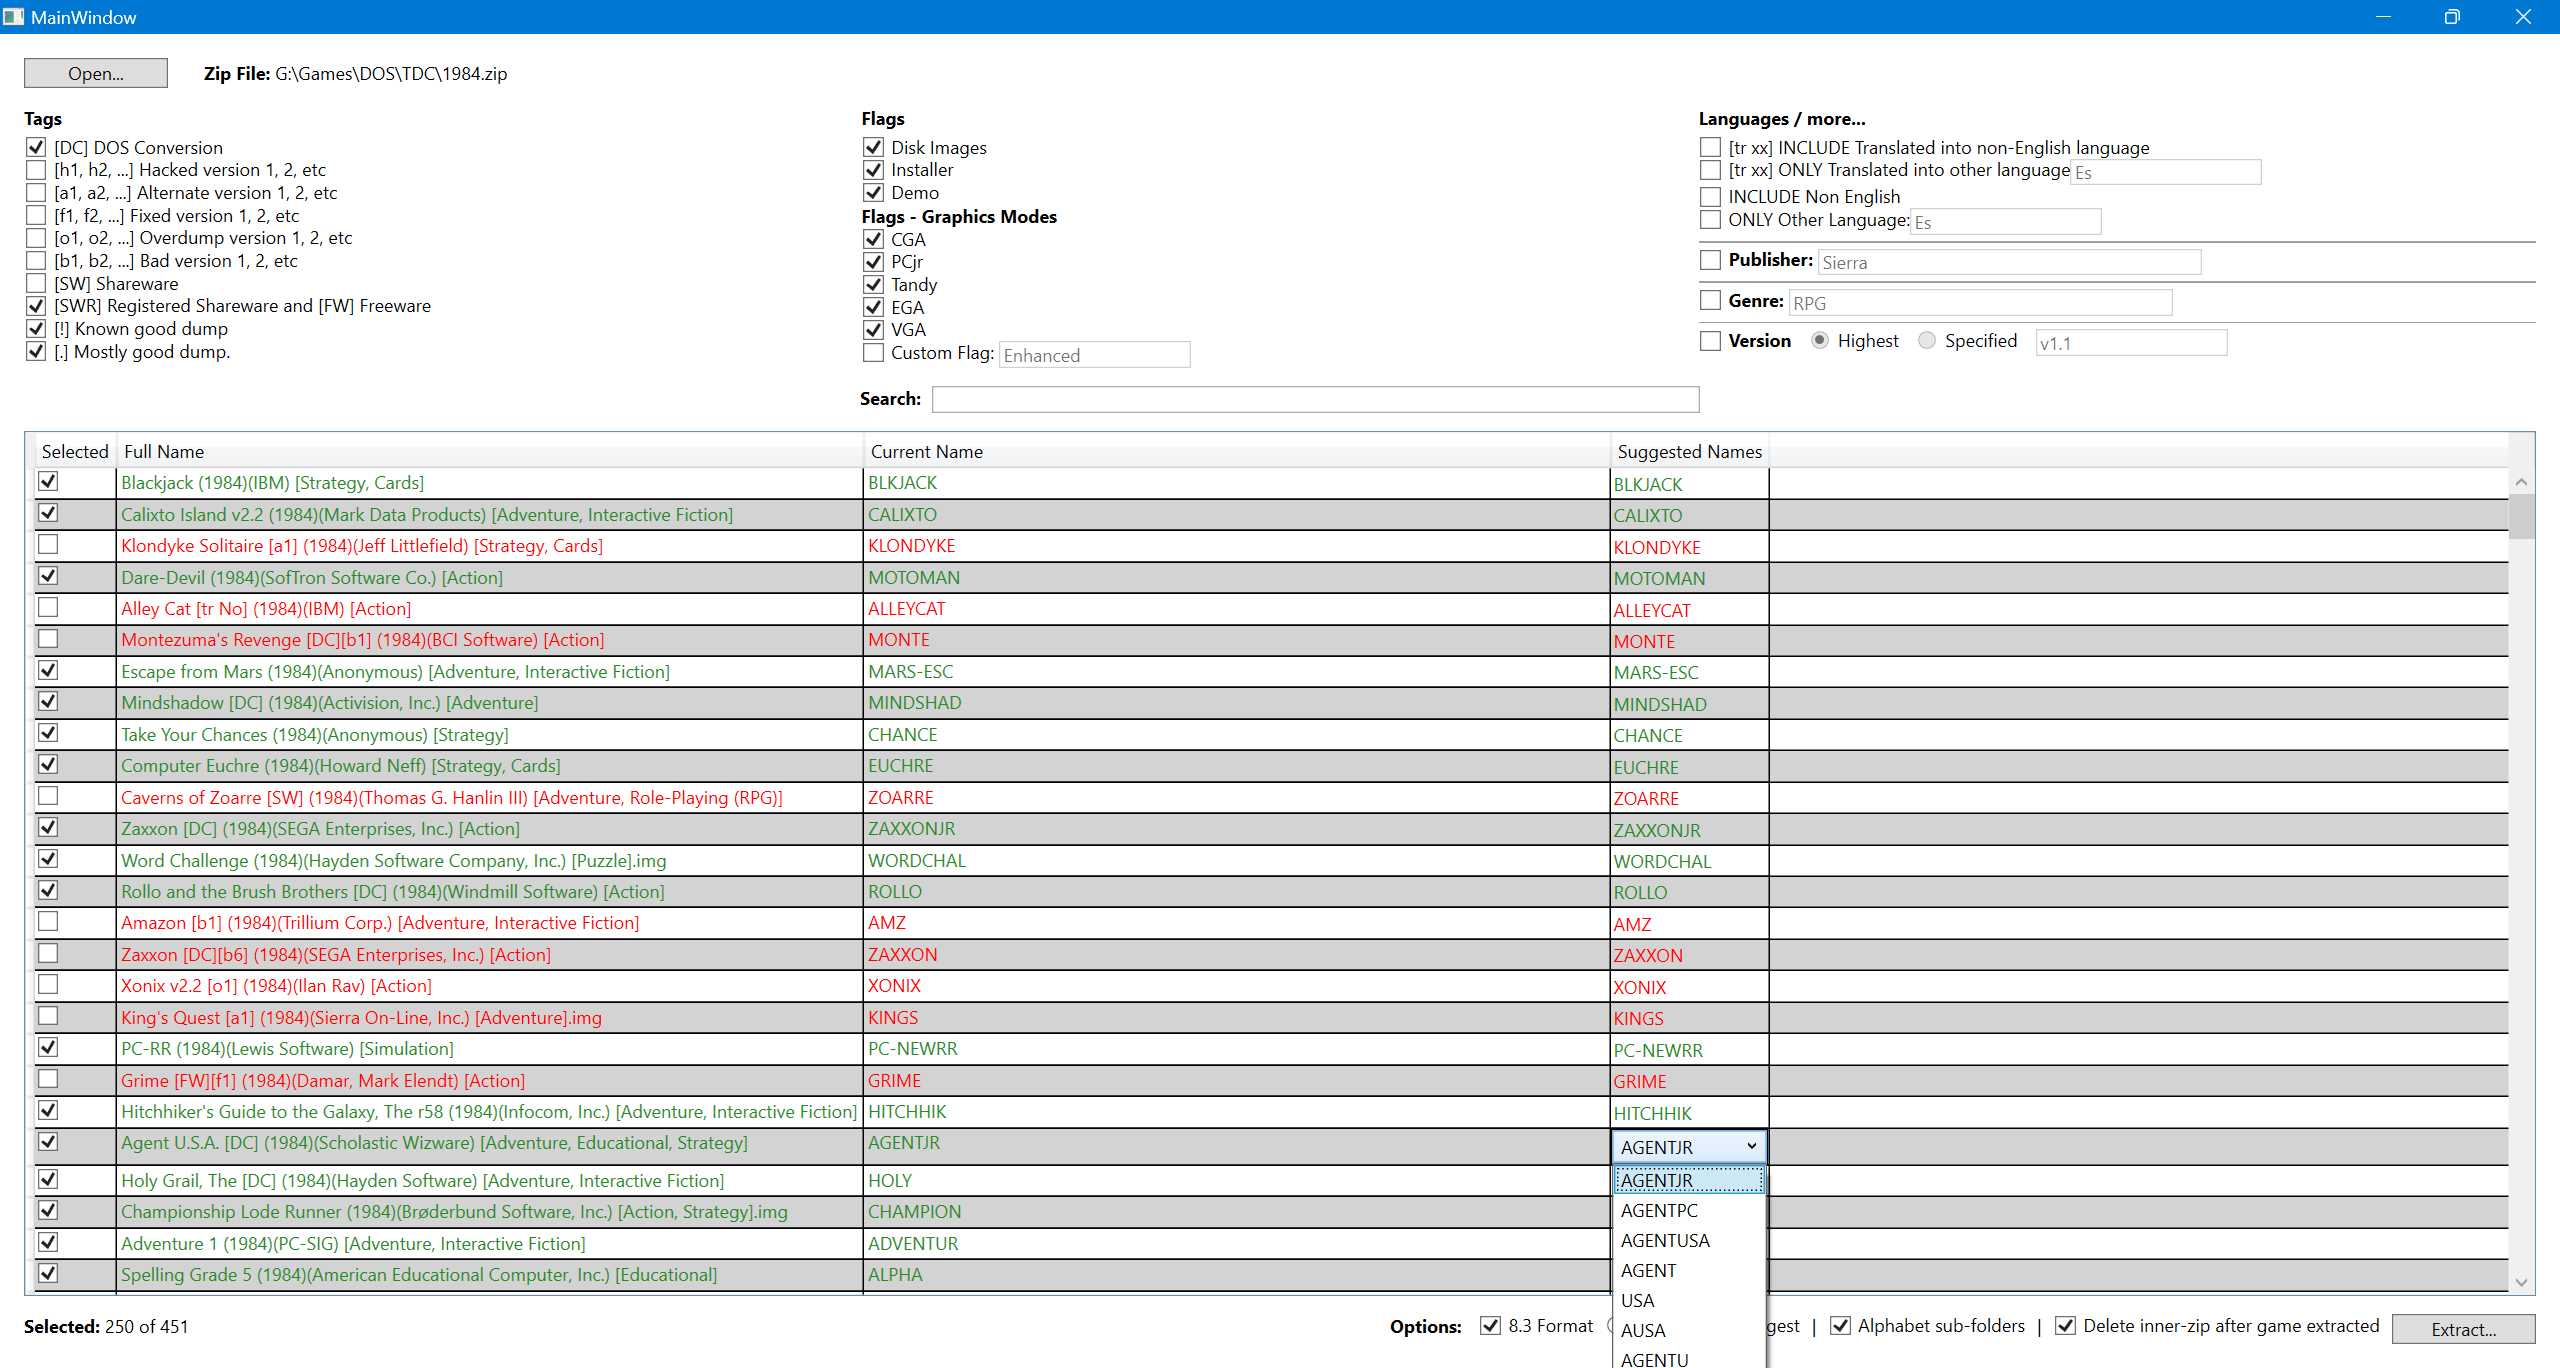 MainWindow
Open... Zip File: G:\Games\DOS\TDC\1984.zip
Tags
[DC] DOS Conversion
[h1, h2, ...] Hacked version 1, 2, etc
[a1, a2, ...] Alternate version 1, 2, etc
[f1, f2, ...] Fixed version 1, 2, etc
[o1, o2, ...] Overdump version 1, 2, etc
[b1, b2, ...] Bad version 1, 2, etc
[SW] Shareware
[SWR] Registered Shareware and [FW] Freeware
[!] Known good dump
[.] Mostly good dump.
Flags
Disk Images
Installer
Demo
Flags - Graphics Modes
CGA
PCjr
Tandy
EGA
VGA
Custom Flag: Enhanced
Languages / more...
[tr xx] INCLUDE Translated into non-English language
[tr xx] ONLY Translated into other language Es
INCLUDE Non English
ONLY Other Language: Es
Publisher: Sierra
Genre: RPG
Version Highest Specified v1.1
Search:
Selected Full Name Current Name Suggested Names
Blackjack (1984)(IBM) [Strategy, Cards] BLKJACK BLKJACK
Calixto Island v2.2 (1984)(Mark Data Products) [Adventure, Interactive Fiction] CALIXTO CALIXTO
Klondyke Solitaire [a1] (1984)(Jeff Littlefield) [Strategy, Cards] KLONDYKE KLONDYKE
Dare-Devil (1984)(SofTron Software Co.) [Action] MOTOMAN MOTOMAN
Alley Cat [tr No] (1984)(IBM) [Action] ALLEYCAT ALLEYCAT
Montezuma's Revenge [DC][b1] (1984)(BCI Software) [Action] MONTE MONTE
Escape from Mars (1984)(Anonymous) [Adventure, Interactive Fiction] MARS-ESC MARS-ESC
Mindshadow [DC] (1984)(Activision, Inc.) [Adventure] MINDSHAD MINDSHAD
Take Your Chances (1984)(Anonymous) [Strategy] CHANCE CHANCE
Computer Euchre (1984)(Howard Neff) [Strategy, Cards] EUCHRE EUCHRE
Caverns of Zoarre [SW] (1984)(Thomas G. Hanlin III) [Adventure, Role-Playing (RPG)] ZOARRE ZOARRE
Zaxxon [DC] (1984)(SEGA Enterprises, Inc.) [Action] ZAXXONJR ZAXXONJR
Word Challenge (1984)(Hayden Software Company, Inc.) [Puzzle].img WORDCHAL WORDCHAL
Rollo and the Brush Brothers [DC] (1984)(Windmill Software) [Action] ROLLO ROLLO
Amazon [b1] (1984)(Trillium Corp.) [Adventure, Interactive Fiction] AMZ AMZ
Zaxxon [DC][b6] (1984)(SEGA Enterprises, Inc.) [Action] ZAXXON ZAXXON
Xonix v2.2 [o1] (1984)(Ilan Rav) [Action] XONIX XONIX
King's Quest [a1] (1984)(Sierra On-Line, Inc.) [Adventure].img KINGS KINGS
PC-RR (1984)(Lewis Software) [Simulation] PC-NEWRR PC-NEWRR
Grime [FW][f1] (1984)(Damar, Mark Elendt) [Action] GRIME GRIME
Hitchhiker's Guide to the Galaxy, The r58 (1984)(Infocom, Inc.) [Adventure, Interactive Fiction] HITCHHIK HITCHHIK
Agent U.S.A. [DC] (1984)(Scholastic Wizware) [Adventure, Educational, Strategy] AGENTJR AGENTJR
Holy Grail, The [DC] (1984)(Hayden Software) [Adventure, Interactive Fiction] HOLY AGENTJR
Championship Lode Runner (1984)(Brøderbund Software, Inc.) [Action, Strategy].img CHAMPION AGENTPC
Adventure 1 (1984)(PC-SIG) [Adventure, Interactive Fiction] ADVENTUR AGENTUSA
Spelling Grade 5 (1984)(American Educational Computer, Inc.) [Educational] ALPHA AGENT
USA
AUSA
AGENTU
Selected: 250 of 451 Options: 8.3 Format gest | Alphabet sub-folders | Delete inner-zip after game extracted Extract...